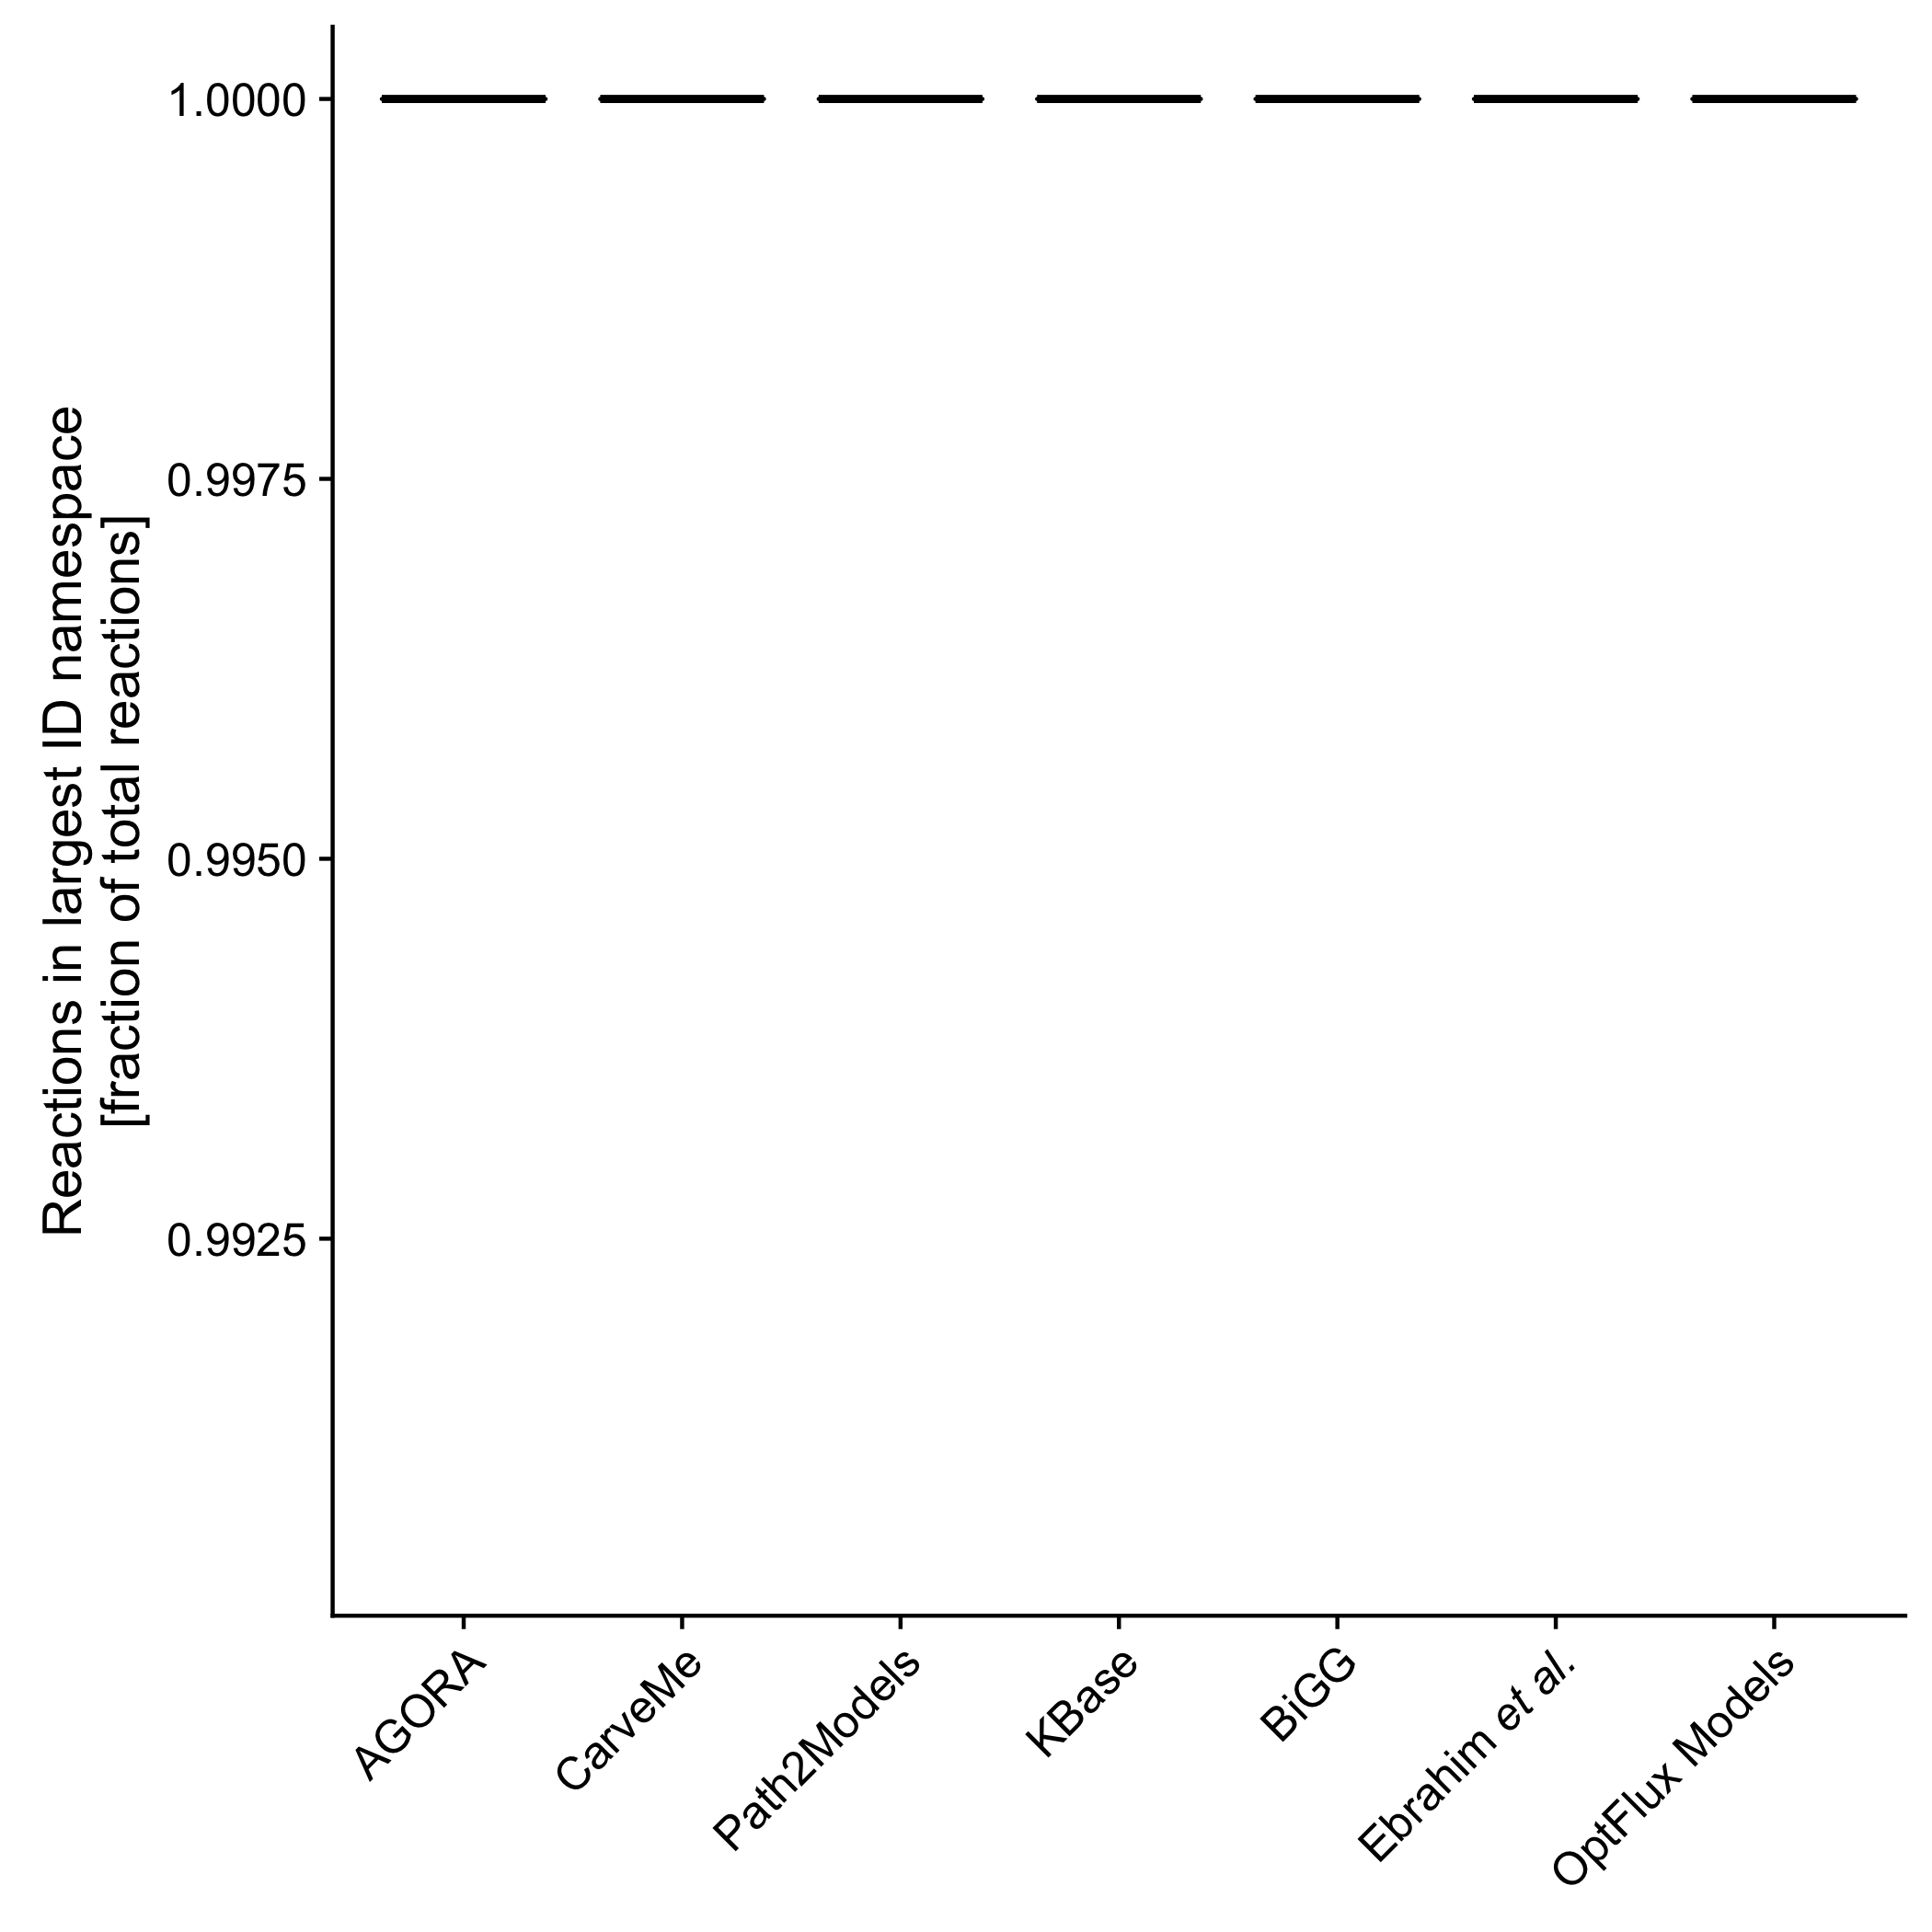 Reactions in largest ID namespace
[fraction of total reactions]
1.0000
0.9975
0.9950
0.9925
AGORA
CarveMe
Path2Models
KBase
BiGG
Ebrahim et al.
OptFlux Models